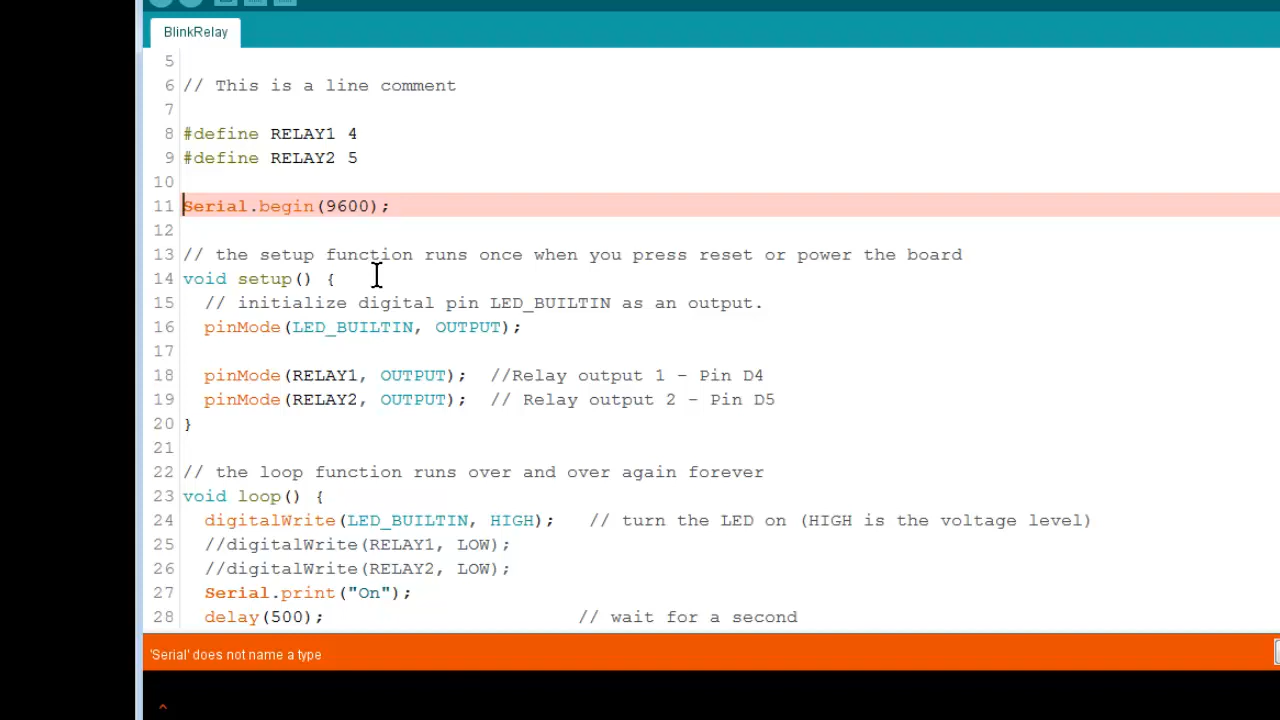 BlinkRelay
5
6 // This is a line comment
7
8 #define RELAY1 4
9 #define RELAY2 5
10
11 Serial.begin(9600);
12
13 // the setup function runs once when you press reset or power the board
14 void setup() {
15   // initialize digital pin LED_BUILTIN as an output.
16   pinMode(LED_BUILTIN, OUTPUT);
17
18   pinMode(RELAY1, OUTPUT);  //Relay output 1 - Pin D4
19   pinMode(RELAY2, OUTPUT);  // Relay output 2 - Pin D5
20 }
21
22 // the loop function runs over and over again forever
23 void loop() {
24   digitalWrite(LED_BUILTIN, HIGH);   // turn the LED on (HIGH is the voltage level)
25   //digitalWrite(RELAY1, LOW);
26   //digitalWrite(RELAY2, LOW);
27   Serial.print("On");
28   delay(500);                       // wait for a second
'Serial' does not name a type
^